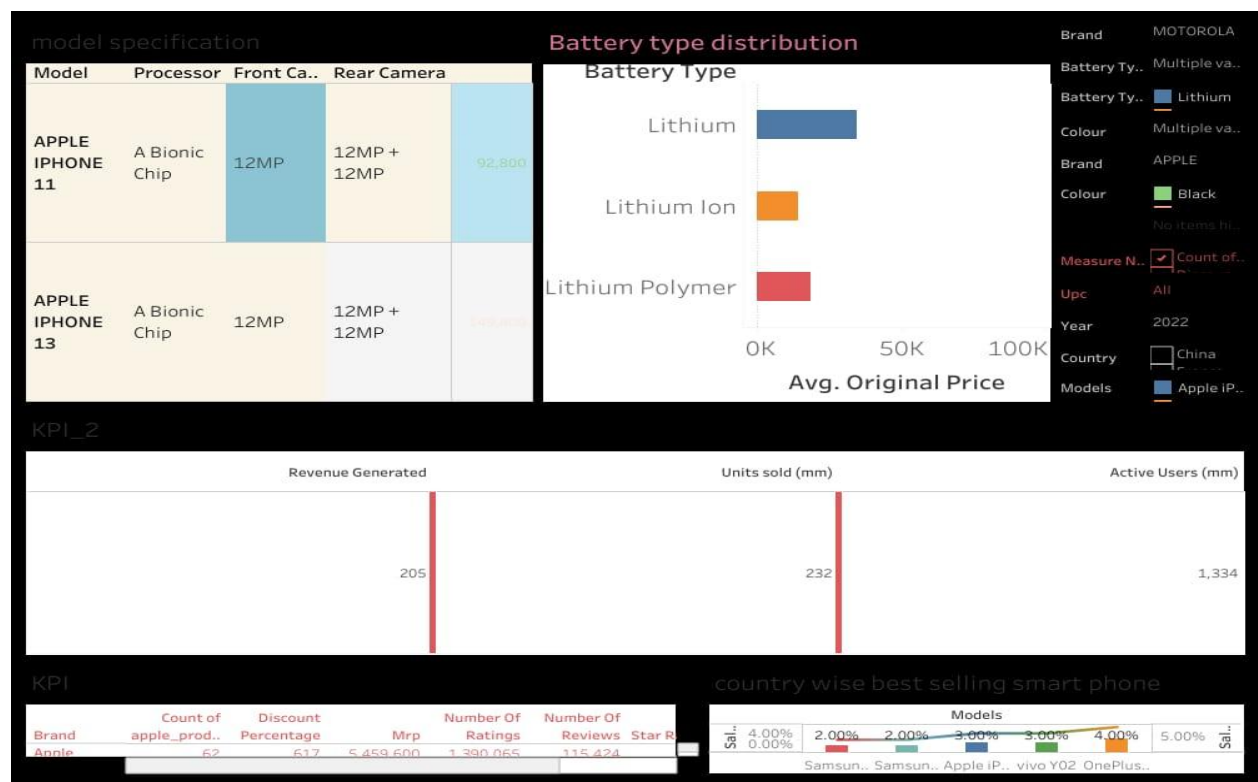 model specification
Model Processor Front Ca.. Rear Camera
APPLE IPHONE 11
A Bionic Chip
12MP
12MP + 12MP
92,800
APPLE IPHONE 13
A Bionic Chip
12MP
12MP + 12MP
Battery type distribution
Battery Type
Lithium
Lithium Ion
Lithium Polymer
0K 50K 100K
Avg. Original Price
Brand MOTOROLA
Battery Ty.. Multiple va..
Battery Ty.. Lithium
Colour Multiple va..
Brand APPLE
Colour Black
No items hi..
Measure N.. Count of..
Upc All
Year 2022
Country China
Models Apple iP..
KPI_2
Revenue Generated Units sold (mm) Active Users (mm)
205 232 1,334
KPI
Count of Discount Number Of Number Of
Brand apple_prod.. Percentage Mrp Ratings Reviews Star R
Apple 62 617 5,459,600 1,390,065 115,424
country wise best selling smart phone
Models
Sal.. 4.00% 2.00% 2.00% 3.00% 3.00% 4.00% 5.00% Sal..
0.00%
Samsun.. Samsun.. Apple iP.. vivo Y02 OnePlus..